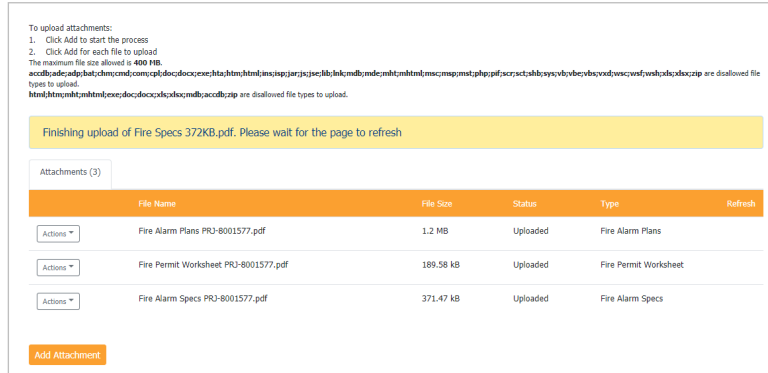 To upload attachments:
1. Click Add to start the process
2. Click Add for each file to upload
The maximum file size allowed is 400 MB.
accdb;ade;adp;bat;chm;cmd;com;cpl;doc;docx;exe;hta;htm;html;ins;isp;jar;js;jse;lib;lnk;mdb;mde;mht;mhtml;msc;msp;mst;php;pif;scr;sct;shb;sys;vb;vbe;vbs;vxd;wsc;wsf;wsh;xls;xlsx;zip are disallowed file
types to upload.
html;htm;mht;mhtml;exe;doc;docx;xls;xlsx;mdb;accdb;zip are disallowed file types to upload.
Finishing upload of Fire Specs 372KB.pdf. Please wait for the page to refresh
Attachments (3)
File Name File Size Status Type Refresh
Actions Fire Alarm Plans PRJ-8001577.pdf 1.2 MB Uploaded Fire Alarm Plans
Actions Fire Permit Worksheet PRJ-8001577.pdf 189.58 kB Uploaded Fire Permit Worksheet
Actions Fire Alarm Specs PRJ-8001577.pdf 371.47 kB Uploaded Fire Alarm Specs
Add Attachment